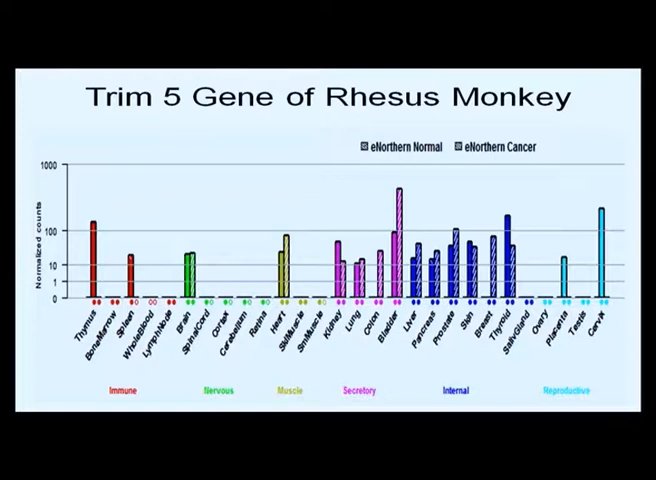 Trim 5 Gene of Rhesus Monkey
eNorthern Normal eNorthern Cancer
Normalized counts
1000
100
10
1
0
Thymus BoneMarrow Spleen WholeBlood LymphNode Brain SpinalCord Cortex Cerebellum Retina Heart SklMuscle SmMuscle Kidney Lung Colon Bladder Liver Pancreas Prostate Skin Breast Thyroid SalivGland Ovary Placenta Testis Cervix
Immune Nervous Muscle Secretory Internal Reproductive